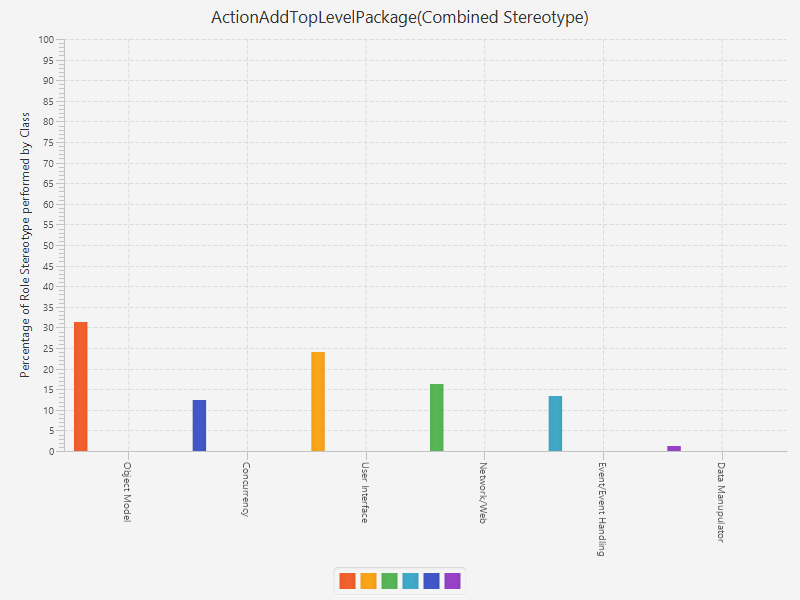 ActionAddTopLevelPackage(Combined Stereotype)
Percentage of Role Stereotype performed by Class
100
95
90
85
80
75
70
65
60
55
50
45
40
35
30
25
20
15
10
5
0
Object Model
Concurrency
User Interface
Network/Web
Event/Event Handling
Data Manupulator